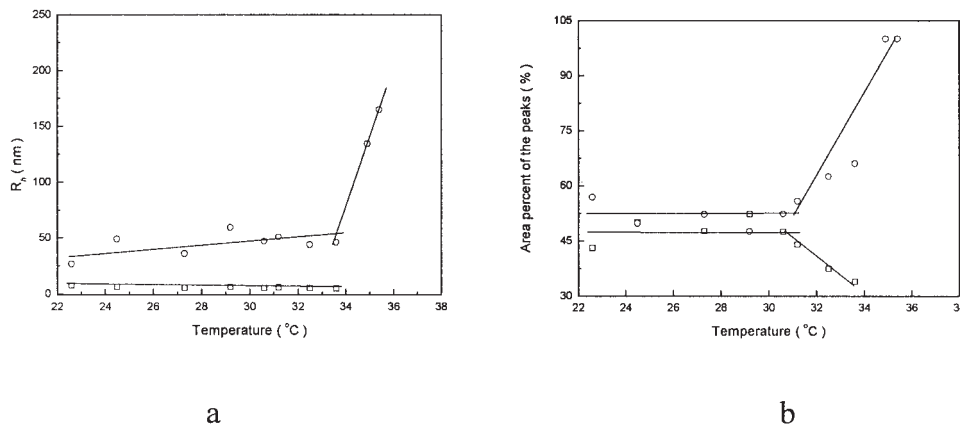 250
200
150
100
50
0
R_h ( nm )
22 24 26 28 30 32 34 36 38
Temperature ( °C )
a
105
90
75
60
45
30
Area percent of the peaks ( % )
22 24 26 28 30 32 34 36 3
Temperature ( °C )
b